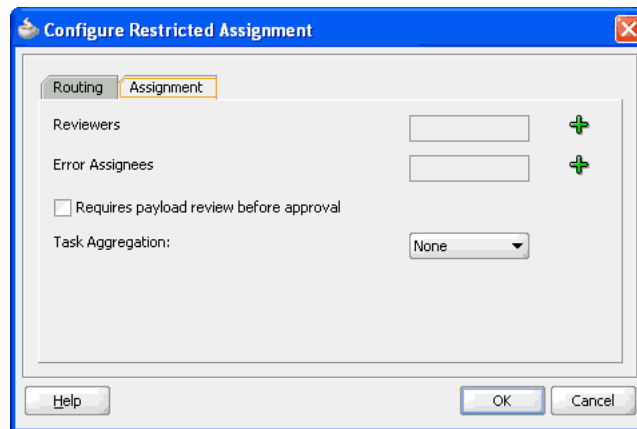 Configure Restricted Assignment
Routing Assignment
Reviewers
Error Assignees
Requires payload review before approval
Task Aggregation: None
Help OK Cancel